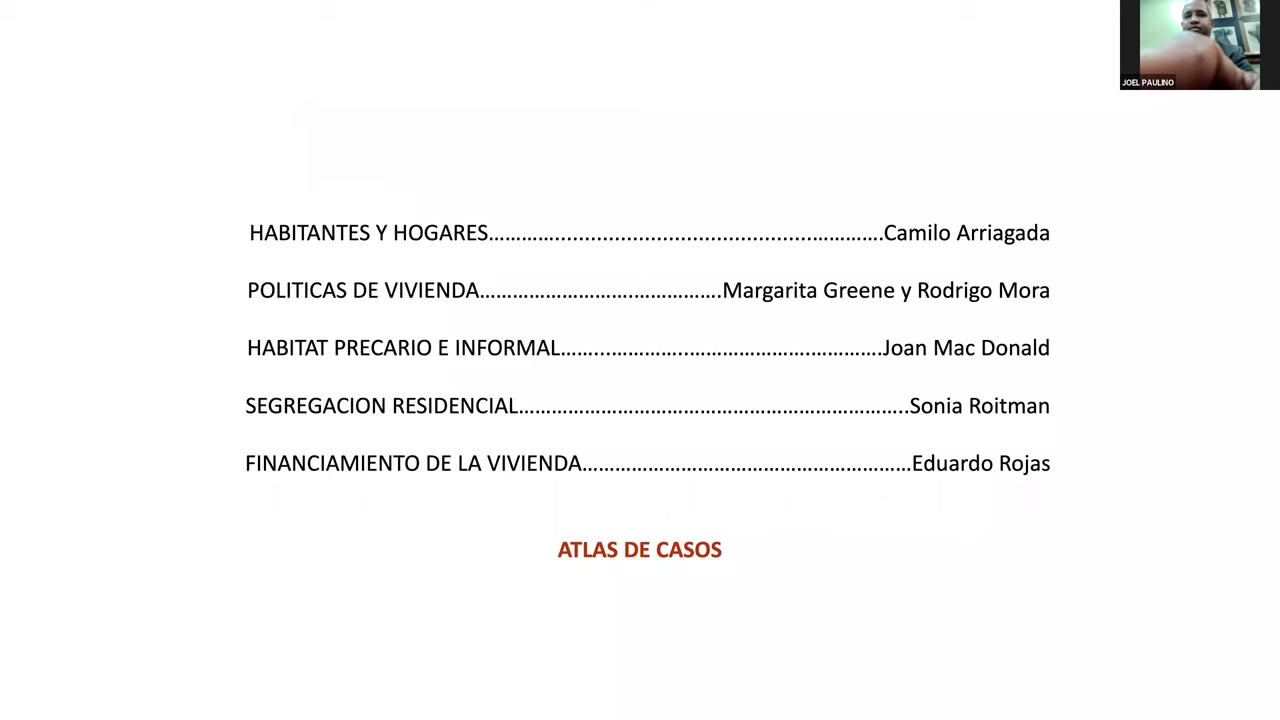 JOEL PAULINO
HABITANTES Y HOGARES…………...........................................………….Camilo Arriagada
POLITICAS DE VIVIENDA……………………….…………….Margarita Greene y Rodrigo Mora
HABITAT PRECARIO E INFORMAL……..…………..………………….………….Joan Mac Donald
SEGREGACION RESIDENCIAL…………………………………………………………..Sonia Roitman
FINANCIAMIENTO DE LA VIVIENDA……………………………………………………Eduardo Rojas
ATLAS DE CASOS